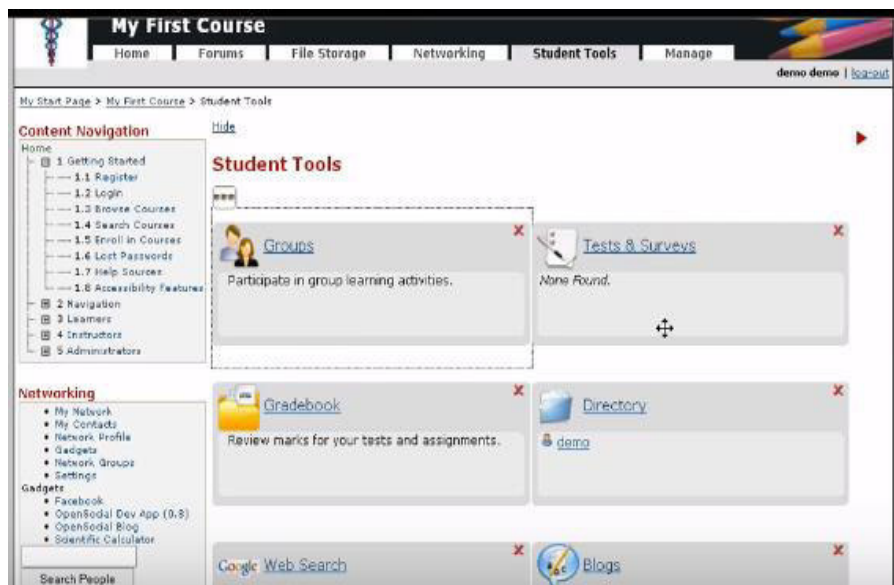 My First Course
Home Forums File Storage Networking Student Tools Manage
demo demo | log-out
My Start Page > My First Course > Student Tools
Content Navigation
Home
1 Getting Started
1.1 Register
1.2 Login
1.3 Browse Courses
1.4 Search Courses
1.5 Enroll in Courses
1.6 Lost Passwords
1.7 Help Sources
1.8 Accessibility Features
2 Navigation
3 Learners
4 Instructors
5 Administrators
Networking
My Network
My Contacts
Network Profile
Gadgets
Network Groups
Settings
Gadgets
Facebook
OpenSocial Dev App (0.8)
OpenSocial Blog
Scientific Calculator
Search People
Hide
Student Tools
Groups
Participate in group learning activities.
Tests & Surveys
None Found.
Gradebook
Review marks for your tests and assignments.
Directory
demo
Google Web Search
Blogs